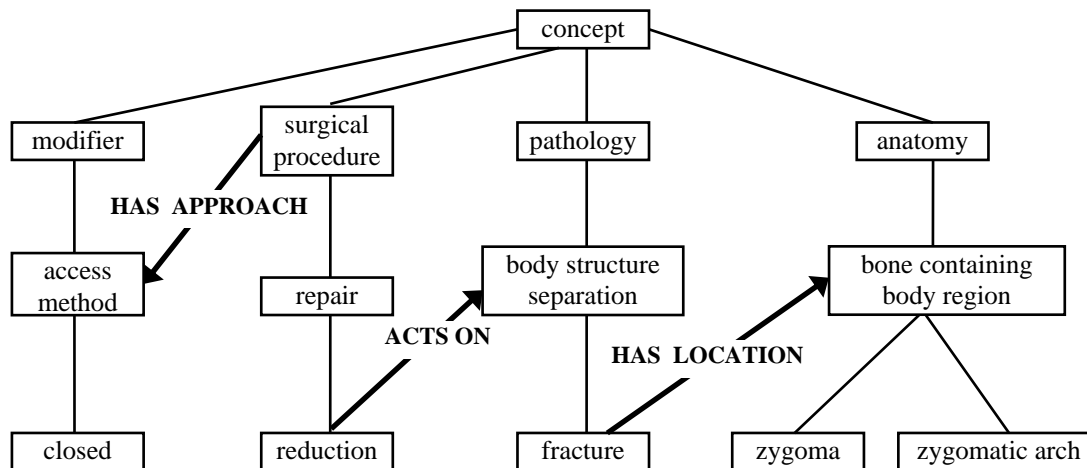 concept
modifier
surgical
procedure
pathology
anatomy
HAS APPROACH
access
method
repair
body structure
separation
bone containing
body region
ACTS ON
HAS LOCATION
closed
reduction
fracture
zygoma
zygomatic arch